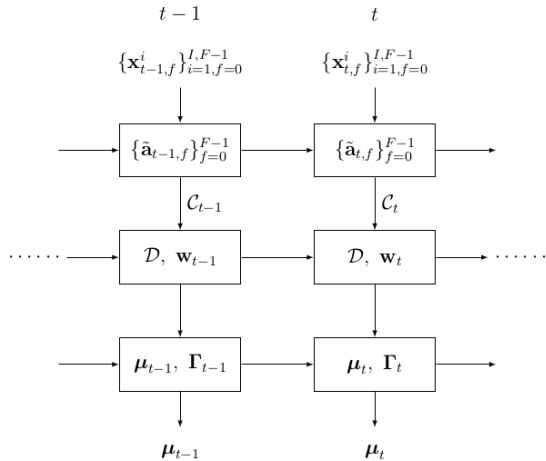 t − 1 t
{x^i_{t−1,f}}^{I,F−1}_{i=1,f=0} {x^i_{t,f}}^{I,F−1}_{i=1,f=0}
{ã_{t−1,f}}^{F−1}_{f=0} {ã_{t,f}}^{F−1}_{f=0}
𝒞_{t−1} 𝒞_t
...... 𝒟, w_{t−1} 𝒟, w_t ......
μ_{t−1}, Γ_{t−1} μ_t, Γ_t
μ_{t−1} μ_t